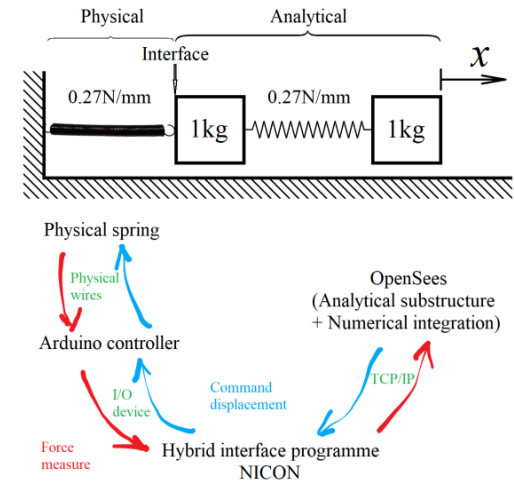 Physical
Analytical
Interface
x
0.27N/mm
0.27N/mm
1kg
1kg
Physical spring
Physical
wires
OpenSees
(Analytical substructure
+ Numerical integration)
Arduino controller
TCP/IP
I/O
device
Command
displacement
Force
measure
Hybrid interface programme
NICON